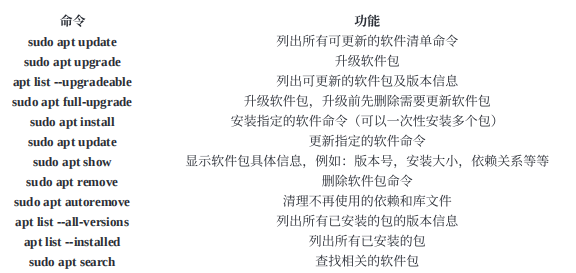 命令 功能
sudo apt update 列出所有可更新的软件清单命令
sudo apt upgrade 升级软件包
apt list --upgradeable 列出可更新的软件包及版本信息
sudo apt full-upgrade 升级软件包，升级前先删除需要更新软件包
sudo apt install 安装指定的软件命令（可以一次性安装多个包）
sudo apt update 更新指定的软件命令
sudo apt show 显示软件包具体信息，例如：版本号，安装大小，依赖关系等等
sudo apt remove 删除软件包命令
sudo apt autoremove 清理不再使用的依赖和库文件
apt list --all-versions 列出所有已安装的包的版本信息
apt list --installed 列出所有已安装的包
sudo apt search 查找相关的软件包